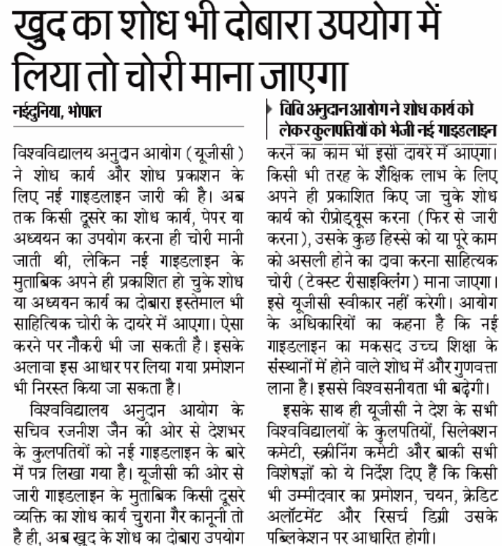 खुद का शोध भी दोबारा उपयोग में
लिया तो चोरी माना जाएगा
नईदुनिया, भोपाल
विश्वविद्यालय अनुदान आयोग (यूजीसी)
ने शोध कार्य और शोध प्रकाशन के
लिए नई गाइडलाइन जारी की है। अब
तक किसी दूसरे का शोध कार्य, पेपर या
अध्ययन का उपयोग करना ही चोरी मानी
जाती थी, लेकिन नई गाइडलाइन के
मुताबिक अपने ही प्रकाशित हो चुके शोध
या अध्ययन कार्य का दोबारा इस्तेमाल भी
साहित्यिक चोरी के दायरे में आएगा। ऐसा
करने पर नौकरी भी जा सकती है। इसके
अलावा इस आधार पर लिया गया प्रमोशन
भी निरस्त किया जा सकता है।
विश्वविद्यालय अनुदान आयोग के
सचिव रजनीश जैन की ओर से देशभर
के कुलपतियों को नई गाइडलाइन के बारे
में पत्र लिखा गया है। यूजीसी की ओर से
जारी गाइडलाइन के मुताबिक किसी दूसरे
व्यक्ति का शोध कार्य चुराना गैर कानूनी तो
है ही, अब खुद के शोध का दोबारा उपयोग
विवि अनुदान आयोग ने शोध कार्य को
लेकर कुलपतियों को भेजी नई गाइडलाइन
करने का काम भी इसी दायरे में आएगा।
किसी भी तरह के शैक्षिक लाभ के लिए
अपने ही प्रकाशित किए जा चुके शोध
कार्य को रीप्रोड्यूस करना (फिर से जारी
करना), उसके कुछ हिस्से को या पूरे काम
को असली होने का दावा करना साहित्यक
चोरी (टेक्स्ट रीसाइक्लिंग) माना जाएगा।
इसे यूजीसी स्वीकार नहीं करेगी। आयोग
के अधिकारियों का कहना है कि नई
गाइडलाइन का मकसद उच्च शिक्षा के
संस्थानों में होने वाले शोध में और गुणवत्ता
लाना है। इससे विश्वसनीयता भी बढ़ेगी।
इसके साथ ही यूजीसी ने देश के सभी
विश्वविद्यालयों के कुलपतियों, सिलेक्शन
कमेटी, स्क्रीनिंग कमेटी और बाकी सभी
विशेषज्ञों को ये निर्देश दिए हैं कि किसी
भी उम्मीदवार का प्रमोशन, चयन, क्रेडिट
अलॉटमेंट और रिसर्च डिग्री उसके
पब्लिकेशन पर आधारित होगी।